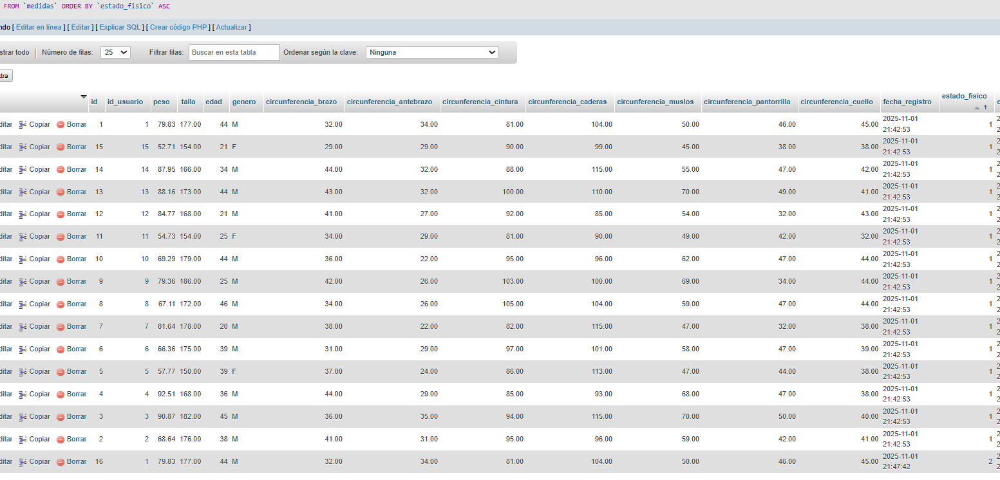 FROM `medidas` ORDER BY `estado_fisico` ASC
ndo [ Editar en línea ] [ Editar ] [ Explicar SQL ] [ Crear código PHP ] [ Actualizar ]
strar todo Número de filas: 25 Filtrar filas: Buscar en esta tabla Ordenar según la clave: Ninguna
tra
id id_usuario peso talla edad genero circunferencia_brazo circunferencia_antebrazo circunferencia_cintura circunferencia_caderas circunferencia_muslos circunferencia_pantorrilla circunferencia_cuello fecha_registro estado_fisico 1
ditar Copiar Borrar 1 1 79.83 177.00 44 M 32.00 34.00 81.00 104.00 50.00 46.00 45.00 2025-11-01 21:42:53 1 2
ditar Copiar Borrar 15 15 52.71 154.00 21 F 29.00 29.00 90.00 99.00 45.00 38.00 38.00 2025-11-01 21:42:53 1 2
ditar Copiar Borrar 14 14 87.95 166.00 34 M 44.00 32.00 88.00 115.00 55.00 47.00 42.00 2025-11-01 21:42:53 1 2
ditar Copiar Borrar 13 13 88.16 173.00 44 M 43.00 32.00 100.00 110.00 70.00 49.00 41.00 2025-11-01 21:42:53 1 2
ditar Copiar Borrar 12 12 84.77 168.00 21 M 41.00 27.00 92.00 85.00 54.00 32.00 43.00 2025-11-01 21:42:53 1 2
ditar Copiar Borrar 11 11 54.73 154.00 25 F 34.00 29.00 81.00 90.00 49.00 42.00 32.00 2025-11-01 21:42:53 1 2
ditar Copiar Borrar 10 10 69.29 179.00 44 M 36.00 22.00 95.00 96.00 62.00 47.00 44.00 2025-11-01 21:42:53 1 2
ditar Copiar Borrar 9 9 79.36 186.00 25 M 42.00 26.00 103.00 100.00 69.00 34.00 44.00 2025-11-01 21:42:53 1 2
ditar Copiar Borrar 8 8 67.11 172.00 46 M 34.00 26.00 105.00 104.00 59.00 47.00 44.00 2025-11-01 21:42:53 1 2
ditar Copiar Borrar 7 7 81.64 178.00 20 M 38.00 22.00 82.00 115.00 47.00 32.00 38.00 2025-11-01 21:42:53 1 2
ditar Copiar Borrar 6 6 66.36 175.00 39 M 31.00 29.00 97.00 101.00 58.00 47.00 39.00 2025-11-01 21:42:53 1 2
ditar Copiar Borrar 5 5 57.77 150.00 39 F 37.00 24.00 86.00 113.00 47.00 44.00 38.00 2025-11-01 21:42:53 1 2
ditar Copiar Borrar 4 4 92.51 168.00 36 M 44.00 29.00 85.00 93.00 68.00 47.00 38.00 2025-11-01 21:42:53 1 2
ditar Copiar Borrar 3 3 90.87 182.00 45 M 36.00 35.00 94.00 115.00 70.00 50.00 40.00 2025-11-01 21:42:53 1 2
ditar Copiar Borrar 2 2 68.64 176.00 38 M 41.00 31.00 95.00 96.00 59.00 42.00 41.00 2025-11-01 21:42:53 1 2
ditar Copiar Borrar 16 1 79.83 177.00 44 M 32.00 34.00 81.00 104.00 50.00 46.00 45.00 2025-11-01 21:47:42 2 2